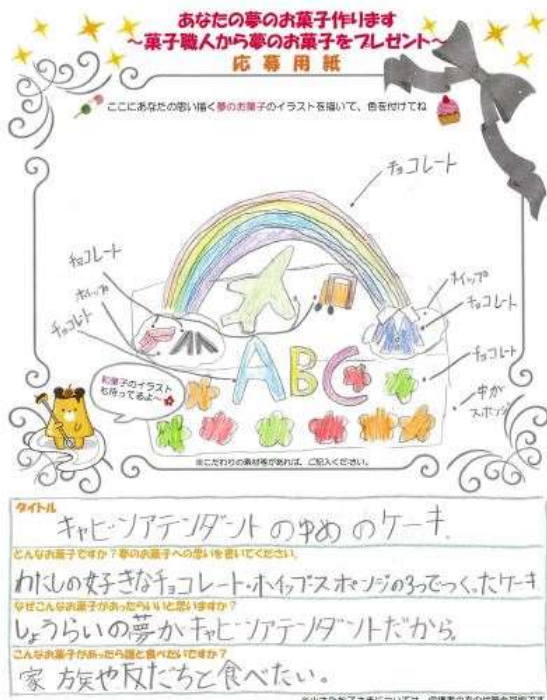 あなたの夢のお菓子作ります
～菓子職人から夢のお菓子をプレゼント～
応募用紙
ここにあなたの思い描く夢のお菓子のイラストを描いて、色を付けてね
チョコレート
チョコレート
ホイップ
チョコレト
ホイップ
チョコレート
チョコレート
中が
スポンジ
ABC
和菓子のイラスト
も待ってるよ～
※こだわりの素材等があれば、ご記入ください。
タイトル
キャビンアテンダントのゆめのケーキ
どんなお菓子ですか？夢のお菓子への思いを書いてください。
わたしの好きなチョコレート・ホイップスポンジの3つでつくったケーキ
なぜこんなお菓子があったらいいと思いますか？
しょうらいの夢がキャビンアテンダントだから。
こんなお菓子があったら誰と食べたいですか？
家族や友だちと食べたい。